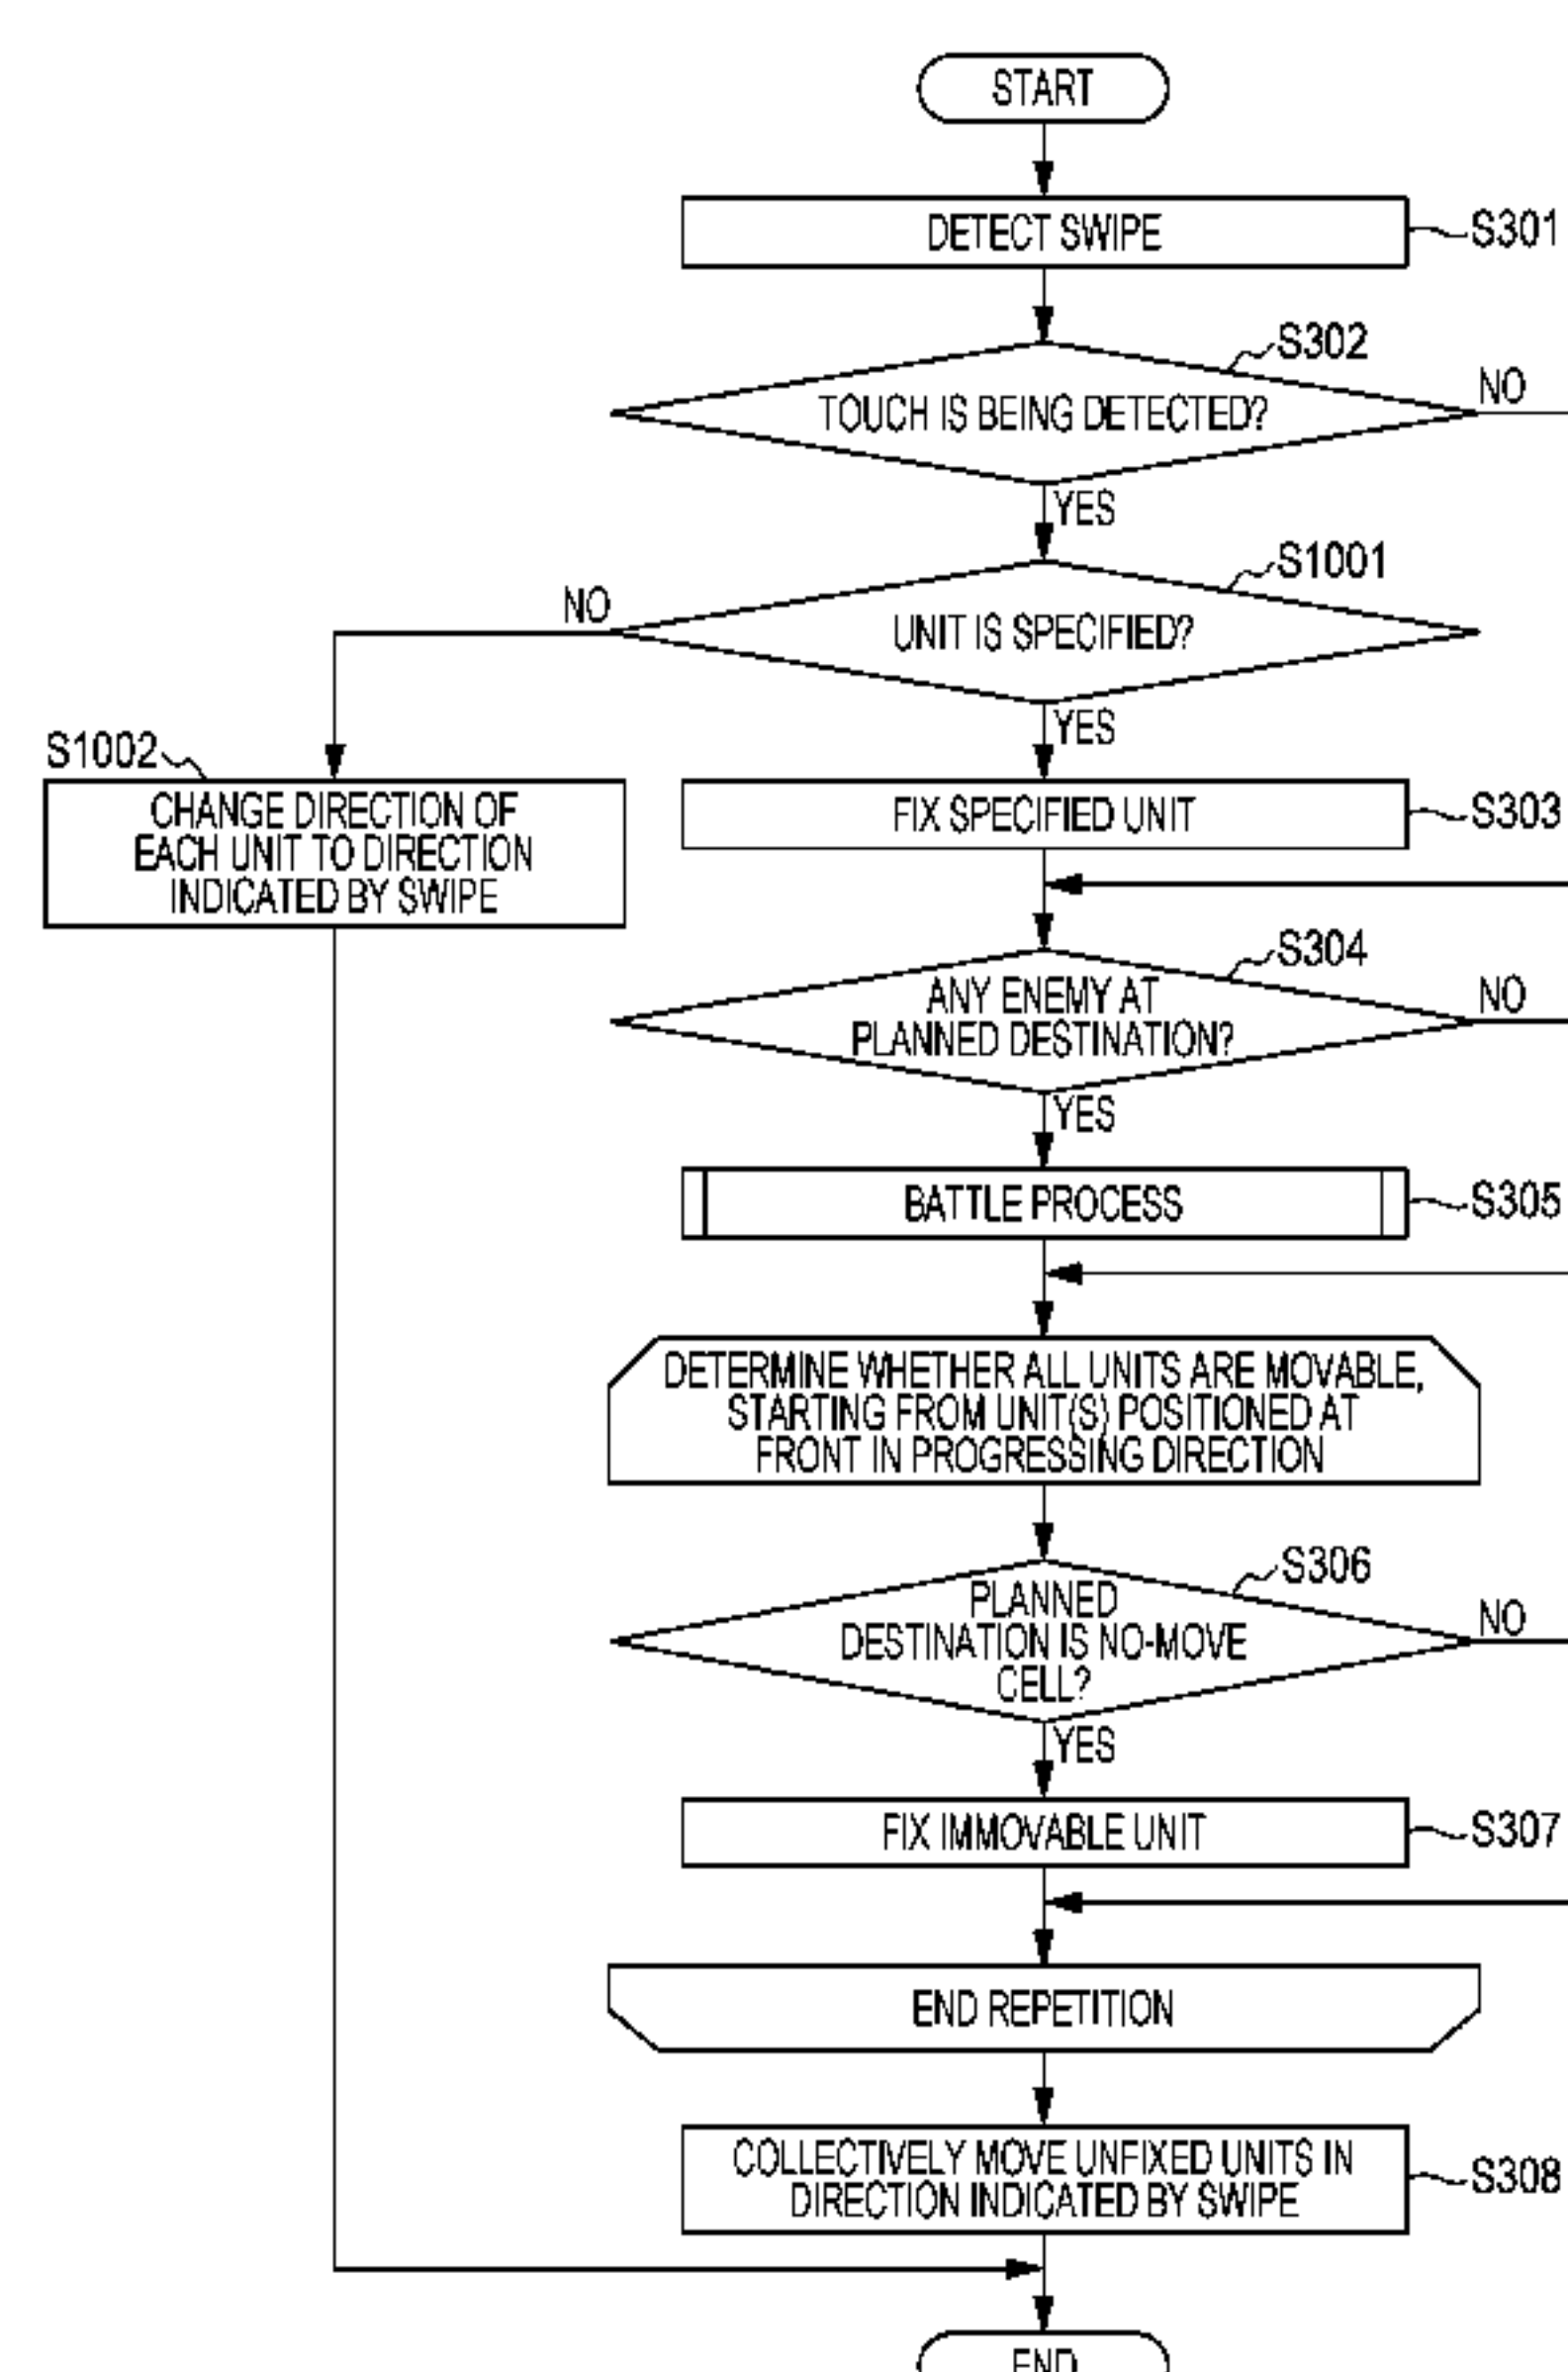 START
DETECT SWIPE
S301
S302
TOUCH IS BEING DETECTED?
NO
YES
S1001
NO
UNIT IS SPECIFIED?
YES
S1002
CHANGE DIRECTION OF
EACH UNIT TO DIRECTION
INDICATED BY SWIPE
FIX SPECIFIED UNIT
S303
S304
ANY ENEMY AT
PLANNED DESTINATION?
NO
YES
BATTLE PROCESS
S305
DETERMINE WHETHER ALL UNITS ARE MOVABLE,
STARTING FROM UNIT(S) POSITIONED AT
FRONT IN PROGRESSING DIRECTION
S306
PLANNED
DESTINATION IS NO-MOVE
CELL?
NO
YES
FIX IMMOVABLE UNIT
S307
END REPETITION
COLLECTIVELY MOVE UNFIXED UNITS IN
DIRECTION INDICATED BY SWIPE
S308
END